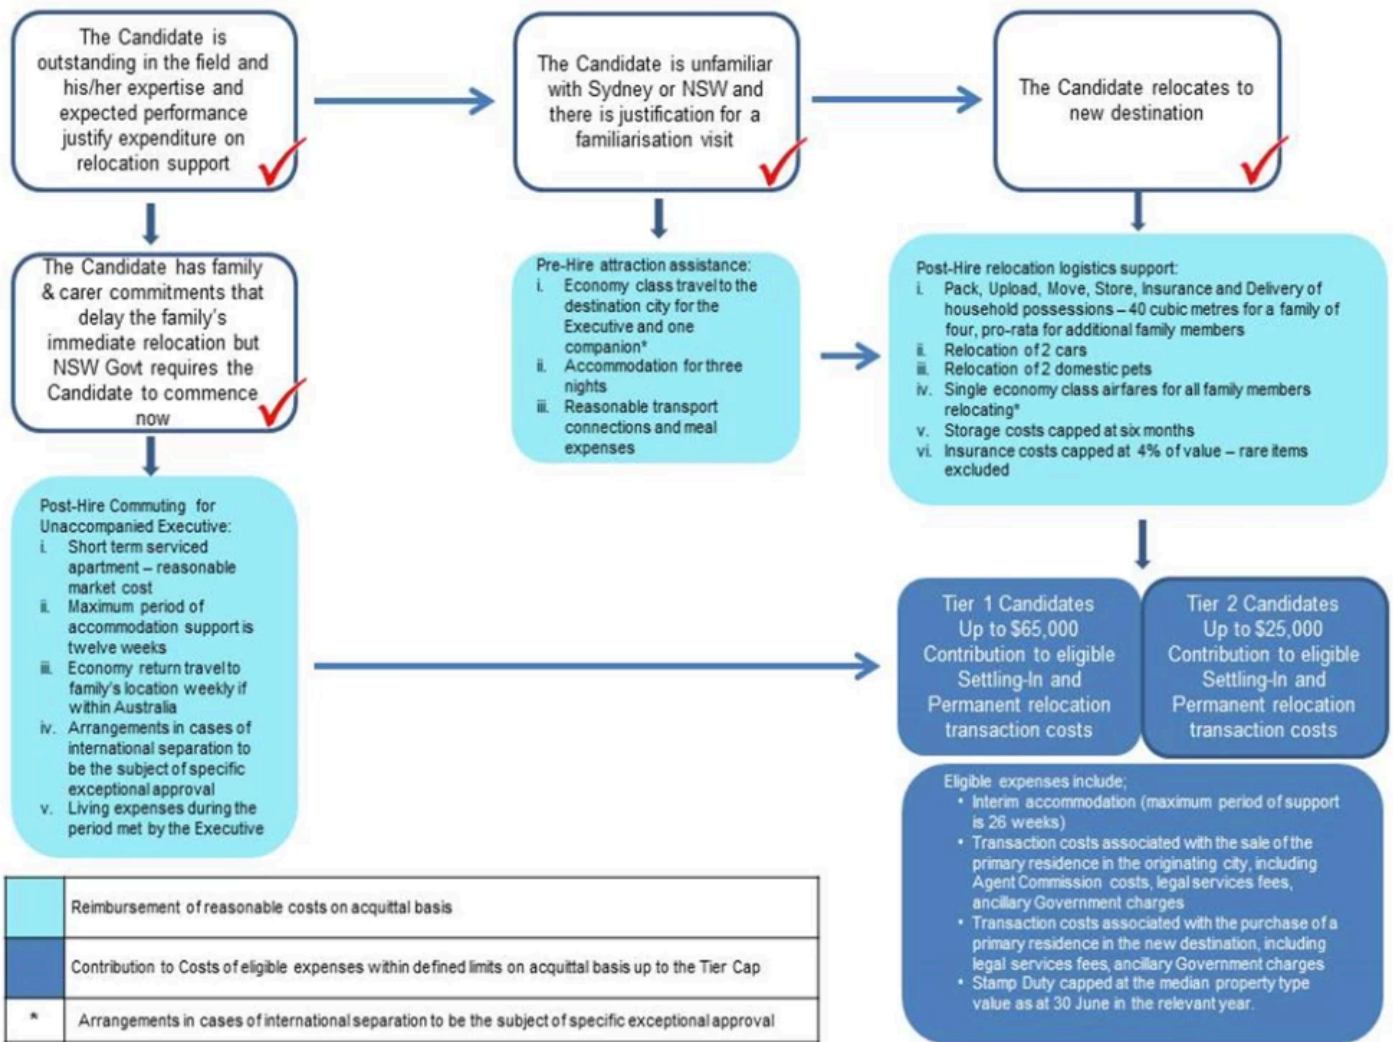 The Candidate is
outstanding in the field and
his/her expertise and
expected performance
justify expenditure on
relocation support
The Candidate is unfamiliar
with Sydney or NSW and
there is justification for a
familiarisation visit
The Candidate relocates to
new destination
The Candidate has family
& carer commitments that
delay the family's
immediate relocation but
NSW Govt requires the
Candidate to commence
now
Pre-Hire attraction assistance:
i. Economy class travel to the
destination city for the
Executive and one
companion*
ii. Accommodation for three
nights
iii. Reasonable transport
connections and meal
expenses
Post-Hire relocation logistics support:
i. Pack, Upload, Move, Store, Insurance and Delivery of
household possessions – 40 cubic metres for a family of
four, pro-rata for additional family members
ii. Relocation of 2 cars
iii. Relocation of 2 domestic pets
iv. Single economy class airfares for all family members
relocating*
v. Storage costs capped at six months
vi. Insurance costs capped at 4% of value – rare items
excluded
Post-Hire Commuting for
Unaccompanied Executive:
i. Short term serviced
apartment – reasonable
market cost
ii. Maximum period of
accommodation support is
twelve weeks
iii. Economy return travel to
family's location weekly if
within Australia
iv. Arrangements in cases of
international separation to
be the subject of specific
exceptional approval
v. Living expenses during the
period met by the Executive
Tier 1 Candidates
Up to $65,000
Contribution to eligible
Settling-In and
Permanent relocation
transaction costs
Tier 2 Candidates
Up to $25,000
Contribution to eligible
Settling-In and
Permanent relocation
transaction costs
Eligible expenses include;
• Interim accommodation (maximum period of support
is 26 weeks)
• Transaction costs associated with the sale of the
primary residence in the originating city, including
Agent Commission costs, legal services fees,
ancillary Government charges
• Transaction costs associated with the purchase of a
primary residence in the new destination, including
legal services fees, ancillary Government charges
• Stamp Duty capped at the median property type
value as at 30 June in the relevant year.
Reimbursement of reasonable costs on acquittal basis
Contribution to Costs of eligible expenses within defined limits on acquittal basis up to the Tier Cap
* Arrangements in cases of international separation to be the subject of specific exceptional approval